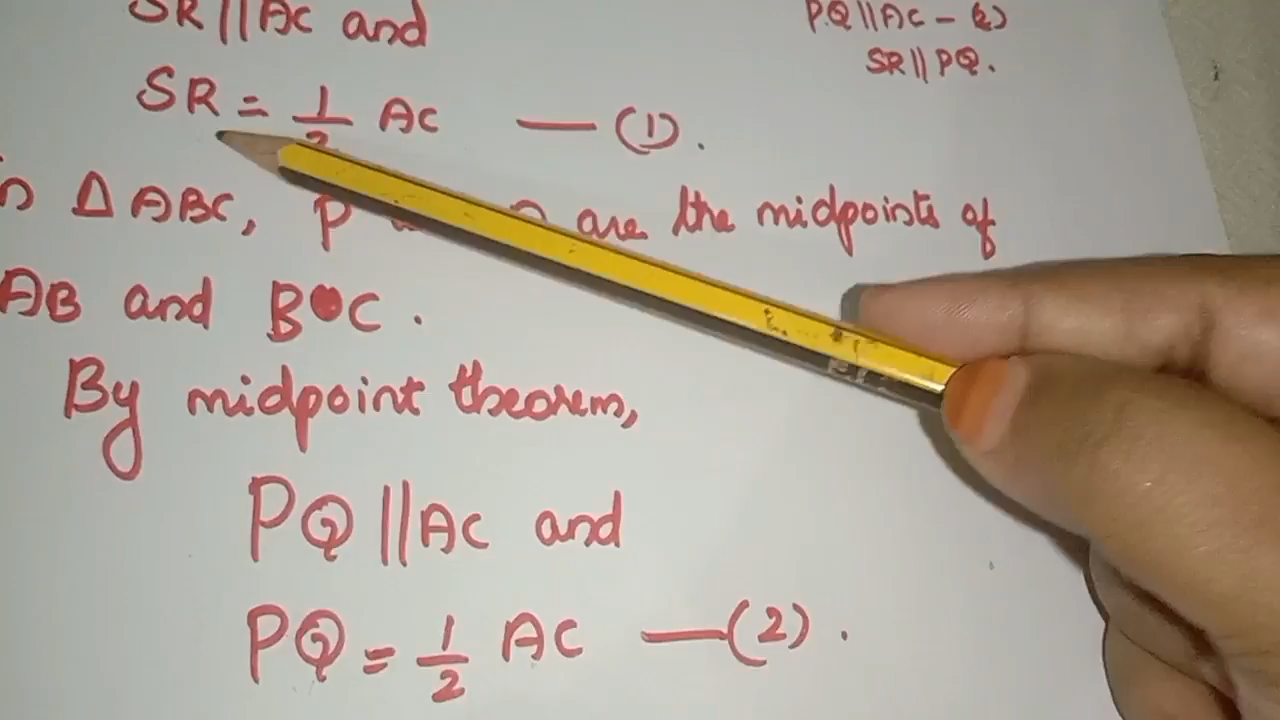 SR||AC and
SR = 1/2 AC — (1).
ΔABC, P are the midpoints of
AB and BC.
By midpoint theorem,
PQ||AC and
PQ = 1/2 AC — (2).
PQ||AC - (2)
SR||PQ.